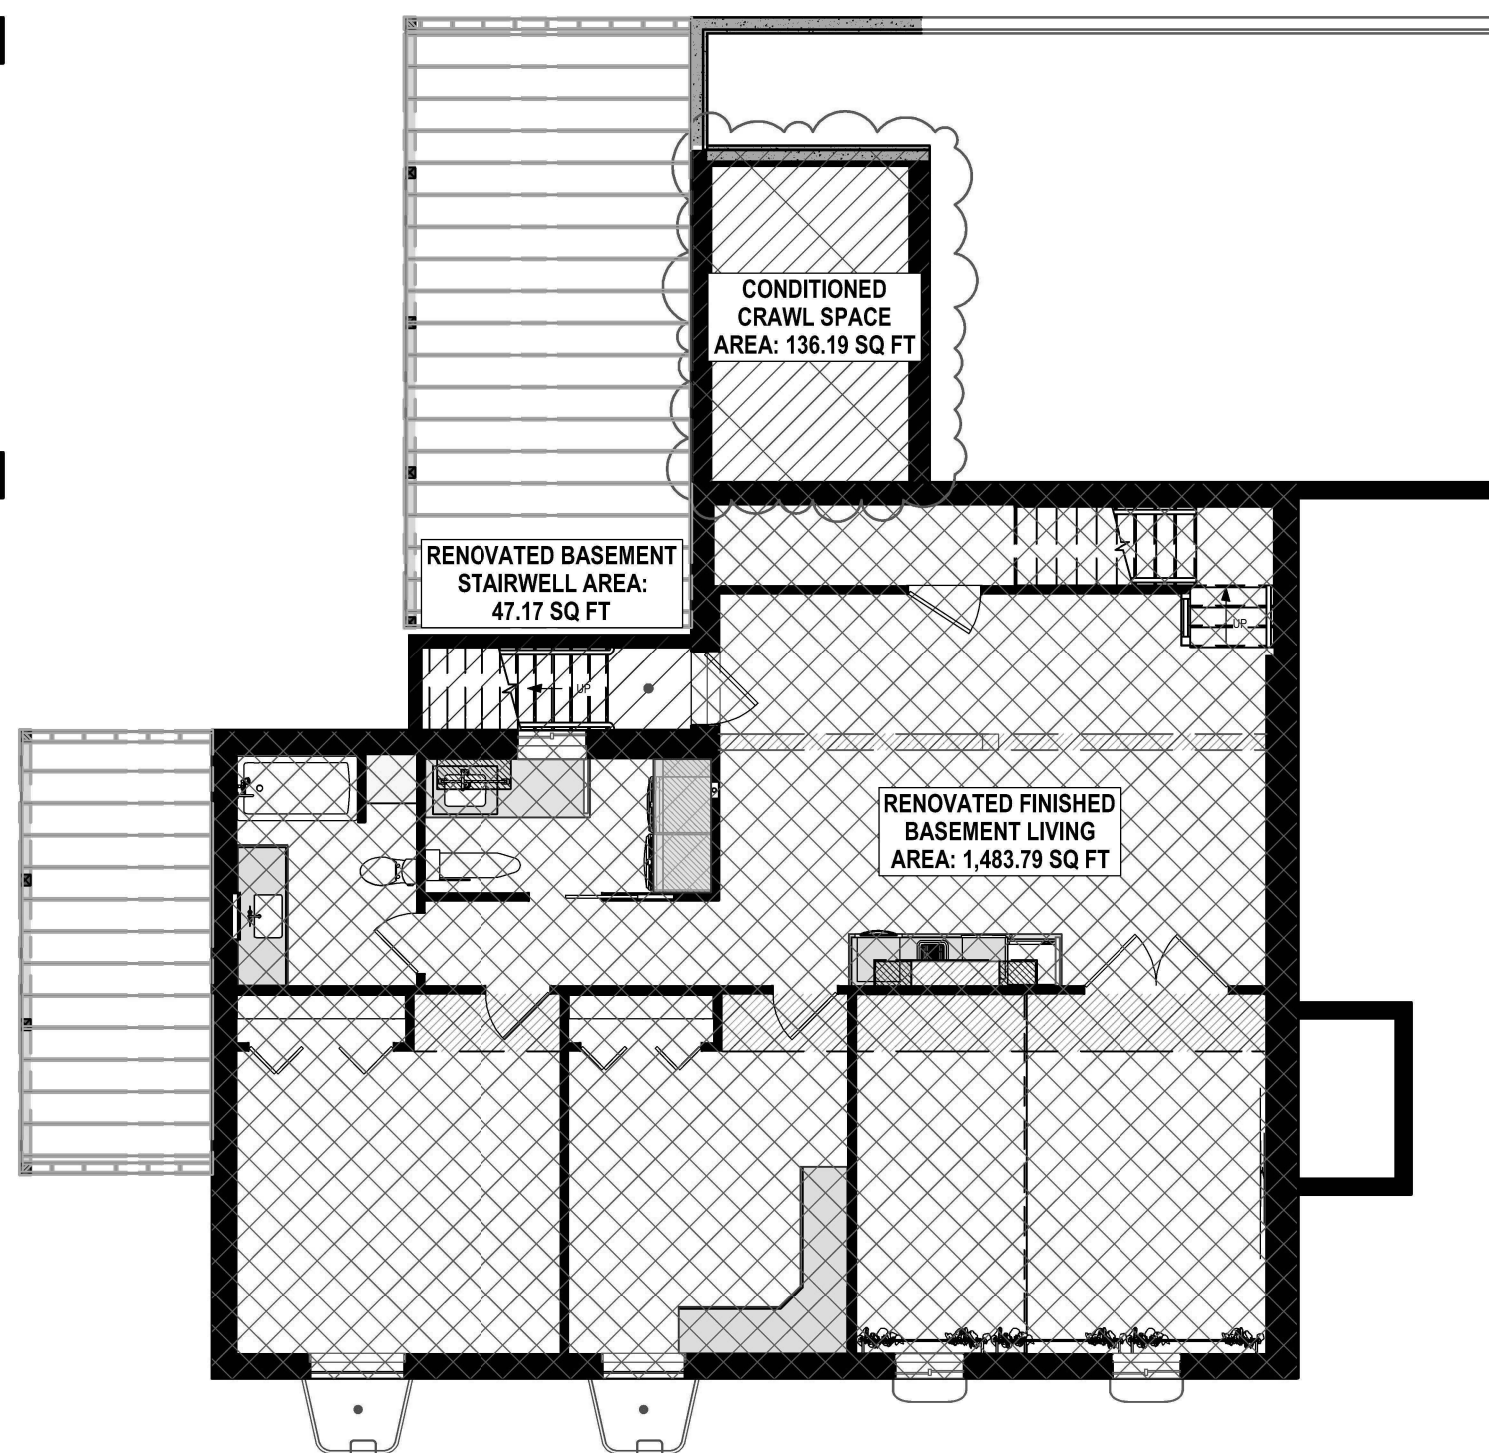 CONDITIONED
CRAWL SPACE
AREA: 136.19 SQ FT
RENOVATED BASEMENT
STAIRWELL AREA:
47.17 SQ FT
UP
UP
RENOVATED FINISHED
BASEMENT LIVING
AREA: 1,483.79 SQ FT